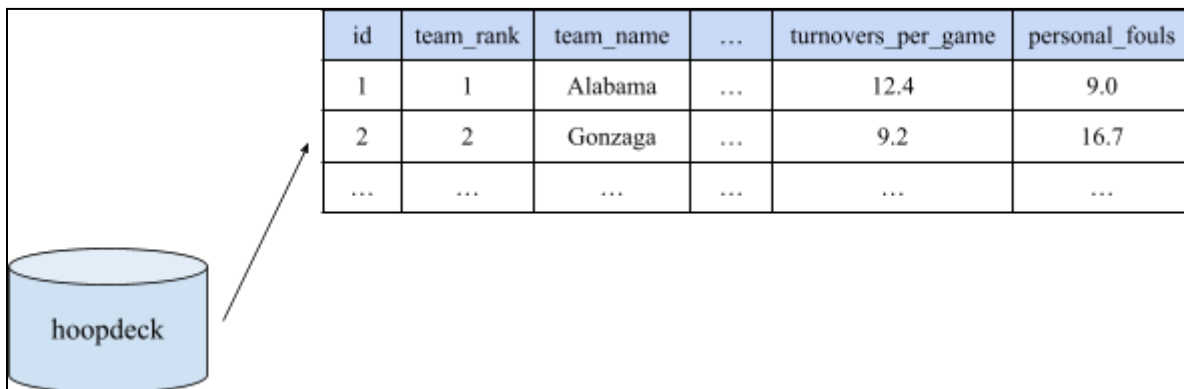 id team_rank team_name … turnovers_per_game personal_fouls
1 1 Alabama … 12.4 9.0
2 2 Gonzaga … 9.2 16.7
… … … … … …
hoopdeck